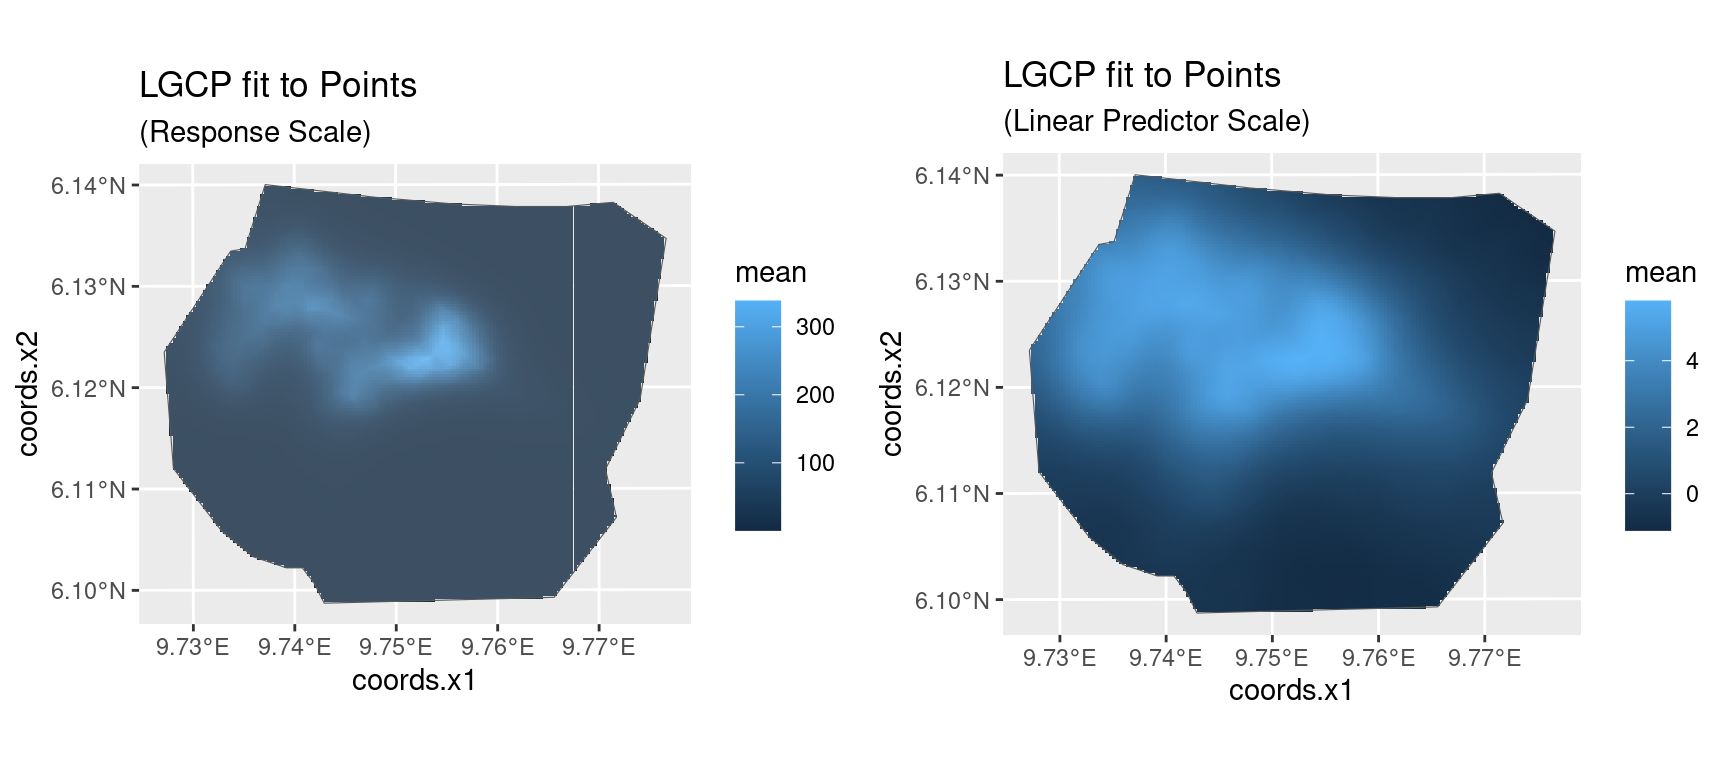 LGCP fit to Points
(Response Scale)
6.14°N
6.13°N
6.12°N
6.11°N
6.10°N
coords.x2
9.73°E 9.74°E 9.75°E 9.76°E 9.77°E
coords.x1
mean
300
200
100
LGCP fit to Points
(Linear Predictor Scale)
6.14°N
6.13°N
6.12°N
6.11°N
6.10°N
coords.x2
9.73°E 9.74°E 9.75°E 9.76°E 9.77°E
coords.x1
mean
4
2
0